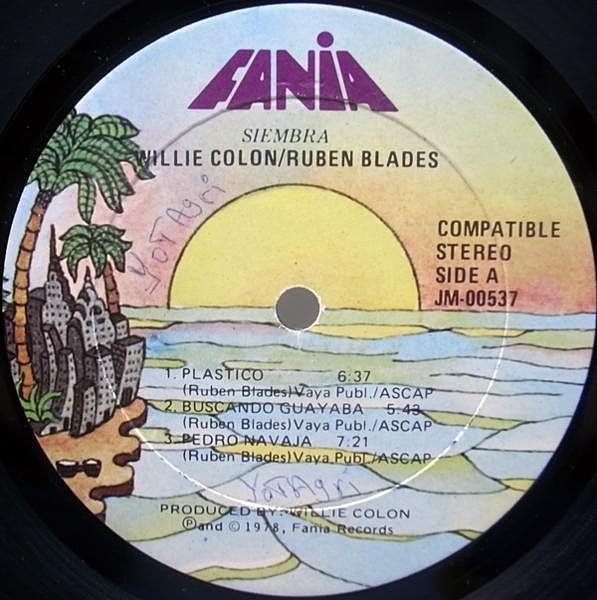 FANIA
SIEMBRA
WILLIE COLON/RUBEN BLADES
YOTAgri
COMPATIBLE
STEREO
SIDE A
JM-00537
1. PLASTICO 6:37
(Ruben Blades) Vaya Publ./ASCAP
2. BUSCANDO GUAYABA 5:43
(Ruben Blades) Vaya Publ./ASCAP
3. PEDRO NAVAJA 7:21
(Ruben Blades) Vaya Publ./ASCAP
YOTAgri
PRODUCED BY: WILLIE COLON
℗and ©1978, Fania Records